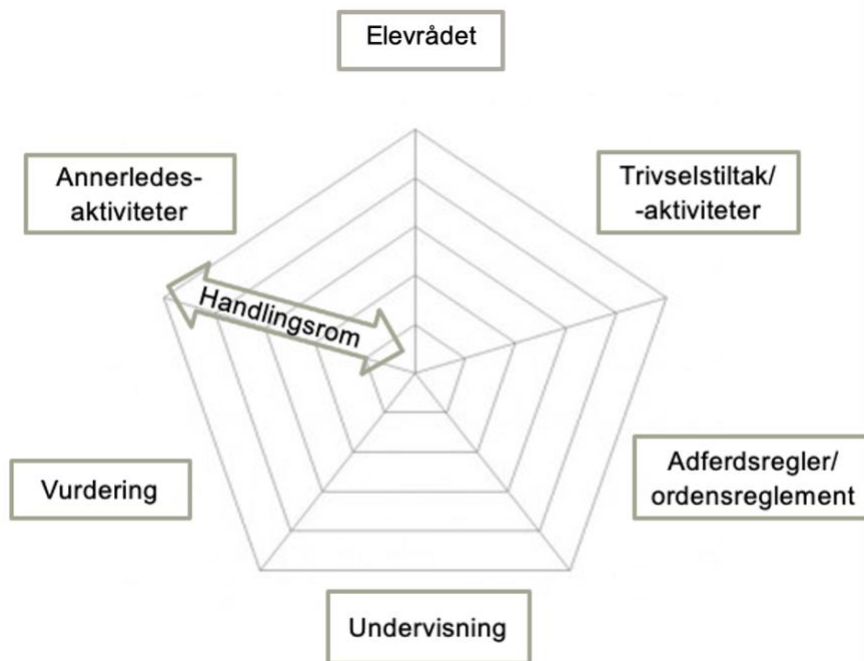 Elevrådet
Annerledes-
aktiviteter
Trivselstiltak/
-aktiviteter
Handlingsrom
Vurdering
Adferdsregler/
ordensreglement
Undervisning